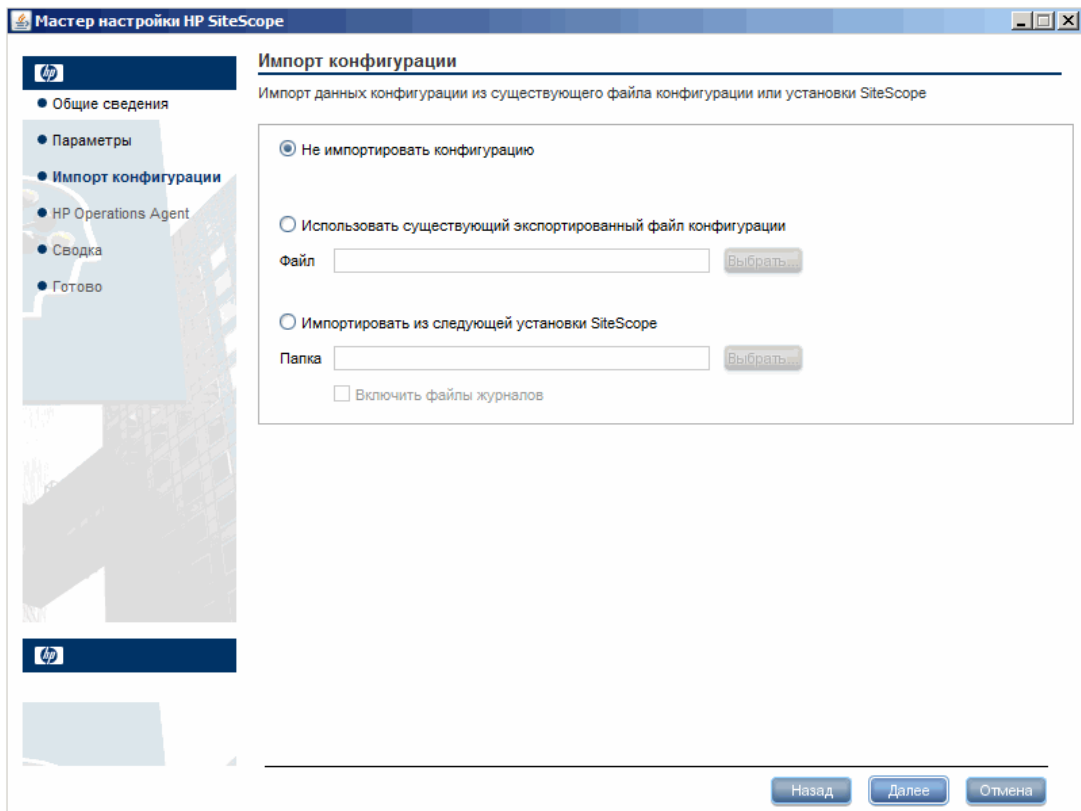 Мастер настройки HP SiteScope
hp
Общие сведения
Параметры
Импорт конфигурации
HP Operations Agent
Сводка
Готово
Импорт конфигурации
Импорт данных конфигурации из существующего файла конфигурации или установки SiteScope
Не импортировать конфигурацию
Использовать существующий экспортированный файл конфигурации
Файл
Выбрать...
Импортировать из следующей установки SiteScope
Папка
Выбрать...
Включить файлы журналов
hp
Назад
Далее
Отмена